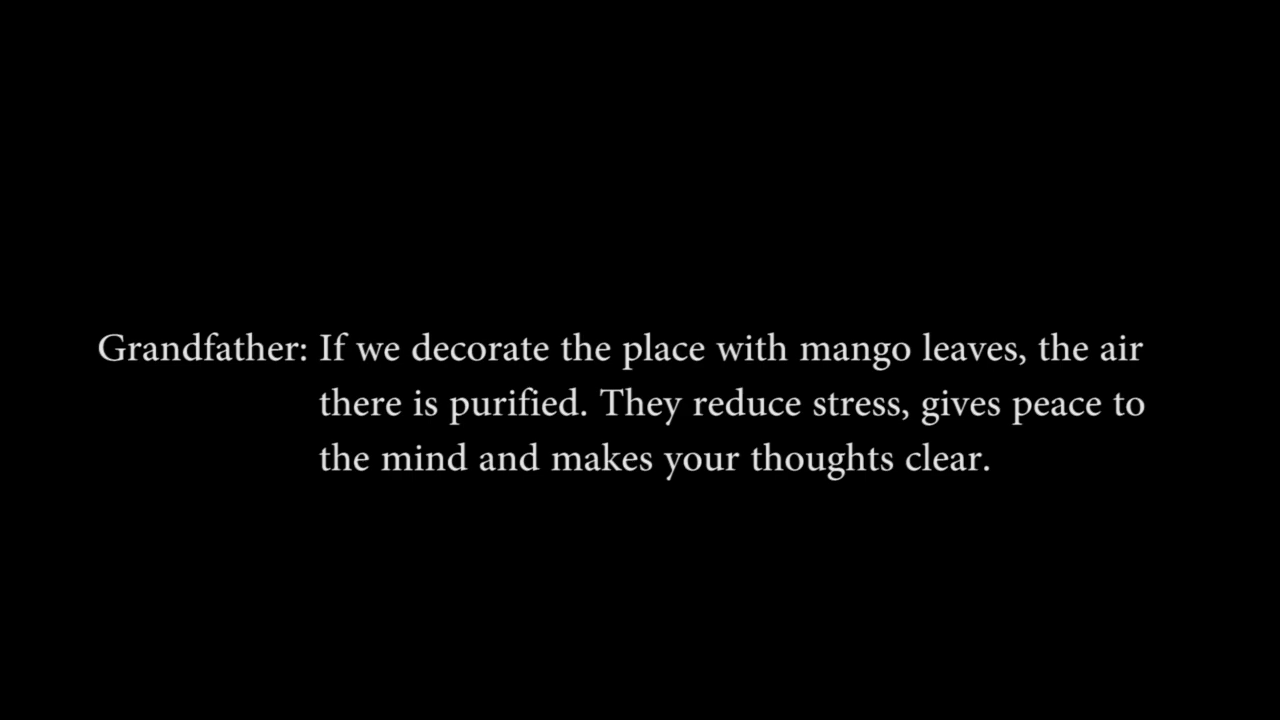 Grandfather: If we decorate the place with mango leaves, the air
there is purified. They reduce stress, gives peace to
the mind and makes your thoughts clear.